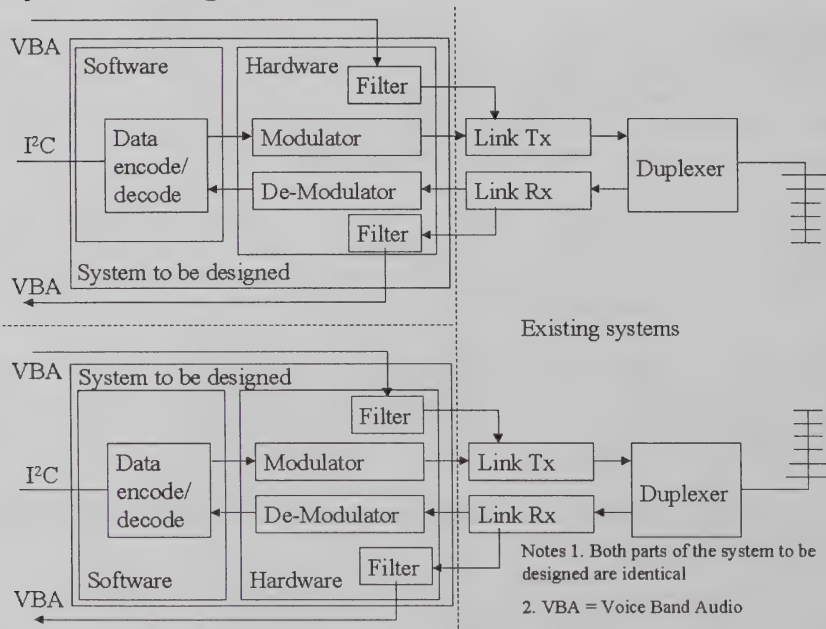 VBA
Software
Hardware
Filter
I²C
Data
encode/
decode
Modulator
De-Modulator
Link Tx
Link Rx
Duplexer
Filter
System to be designed
VBA
Existing systems
VBA
System to be designed
Filter
I²C
Data
encode/
decode
Modulator
De-Modulator
Link Tx
Link Rx
Duplexer
Filter
Software
Hardware
VBA
Notes 1. Both parts of the system to be
designed are identical
2. VBA = Voice Band Audio